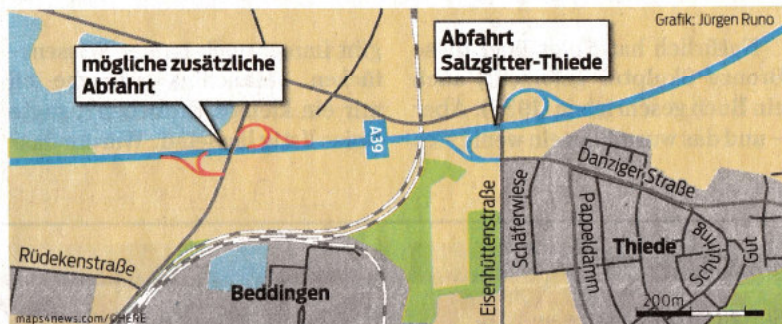 Grafik: Jürgen Runo
mögliche zusätzliche
Abfahrt
Abfahrt
Salzgitter-Thiede
A39
Danziger Straße
Eisenhüttenstraße
Schäferwiese
Pappeldamm
Thiede
Schulring
Gut
Rüdekenstraße
Beddingen
200m
maps4news.com/©HERE